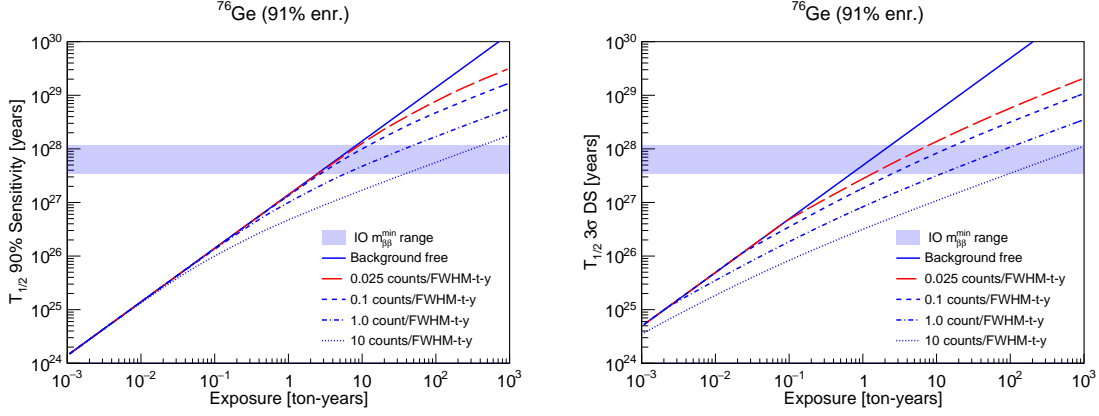 ⁷⁶Ge (91% enr.)
T₁/₂ 90% Sensitivity [years]
10³⁰
10²⁹
10²⁸
10²⁷
10²⁶
10²⁵
10²⁴
IO mββᵐⁱⁿ range
Background free
0.025 counts/FWHM-t-y
0.1 counts/FWHM-t-y
1.0 count/FWHM-t-y
10 counts/FWHM-t-y
10⁻³ 10⁻² 10⁻¹ 1 10 10² 10³
Exposure [ton-years]
⁷⁶Ge (91% enr.)
T₁/₂ 3σ DS [years]
10³⁰
10²⁹
10²⁸
10²⁷
10²⁶
10²⁵
10²⁴
IO mββᵐⁱⁿ range
Background free
0.025 counts/FWHM-t-y
0.1 counts/FWHM-t-y
1.0 count/FWHM-t-y
10 counts/FWHM-t-y
10⁻³ 10⁻² 10⁻¹ 1 10 10² 10³
Exposure [ton-years]